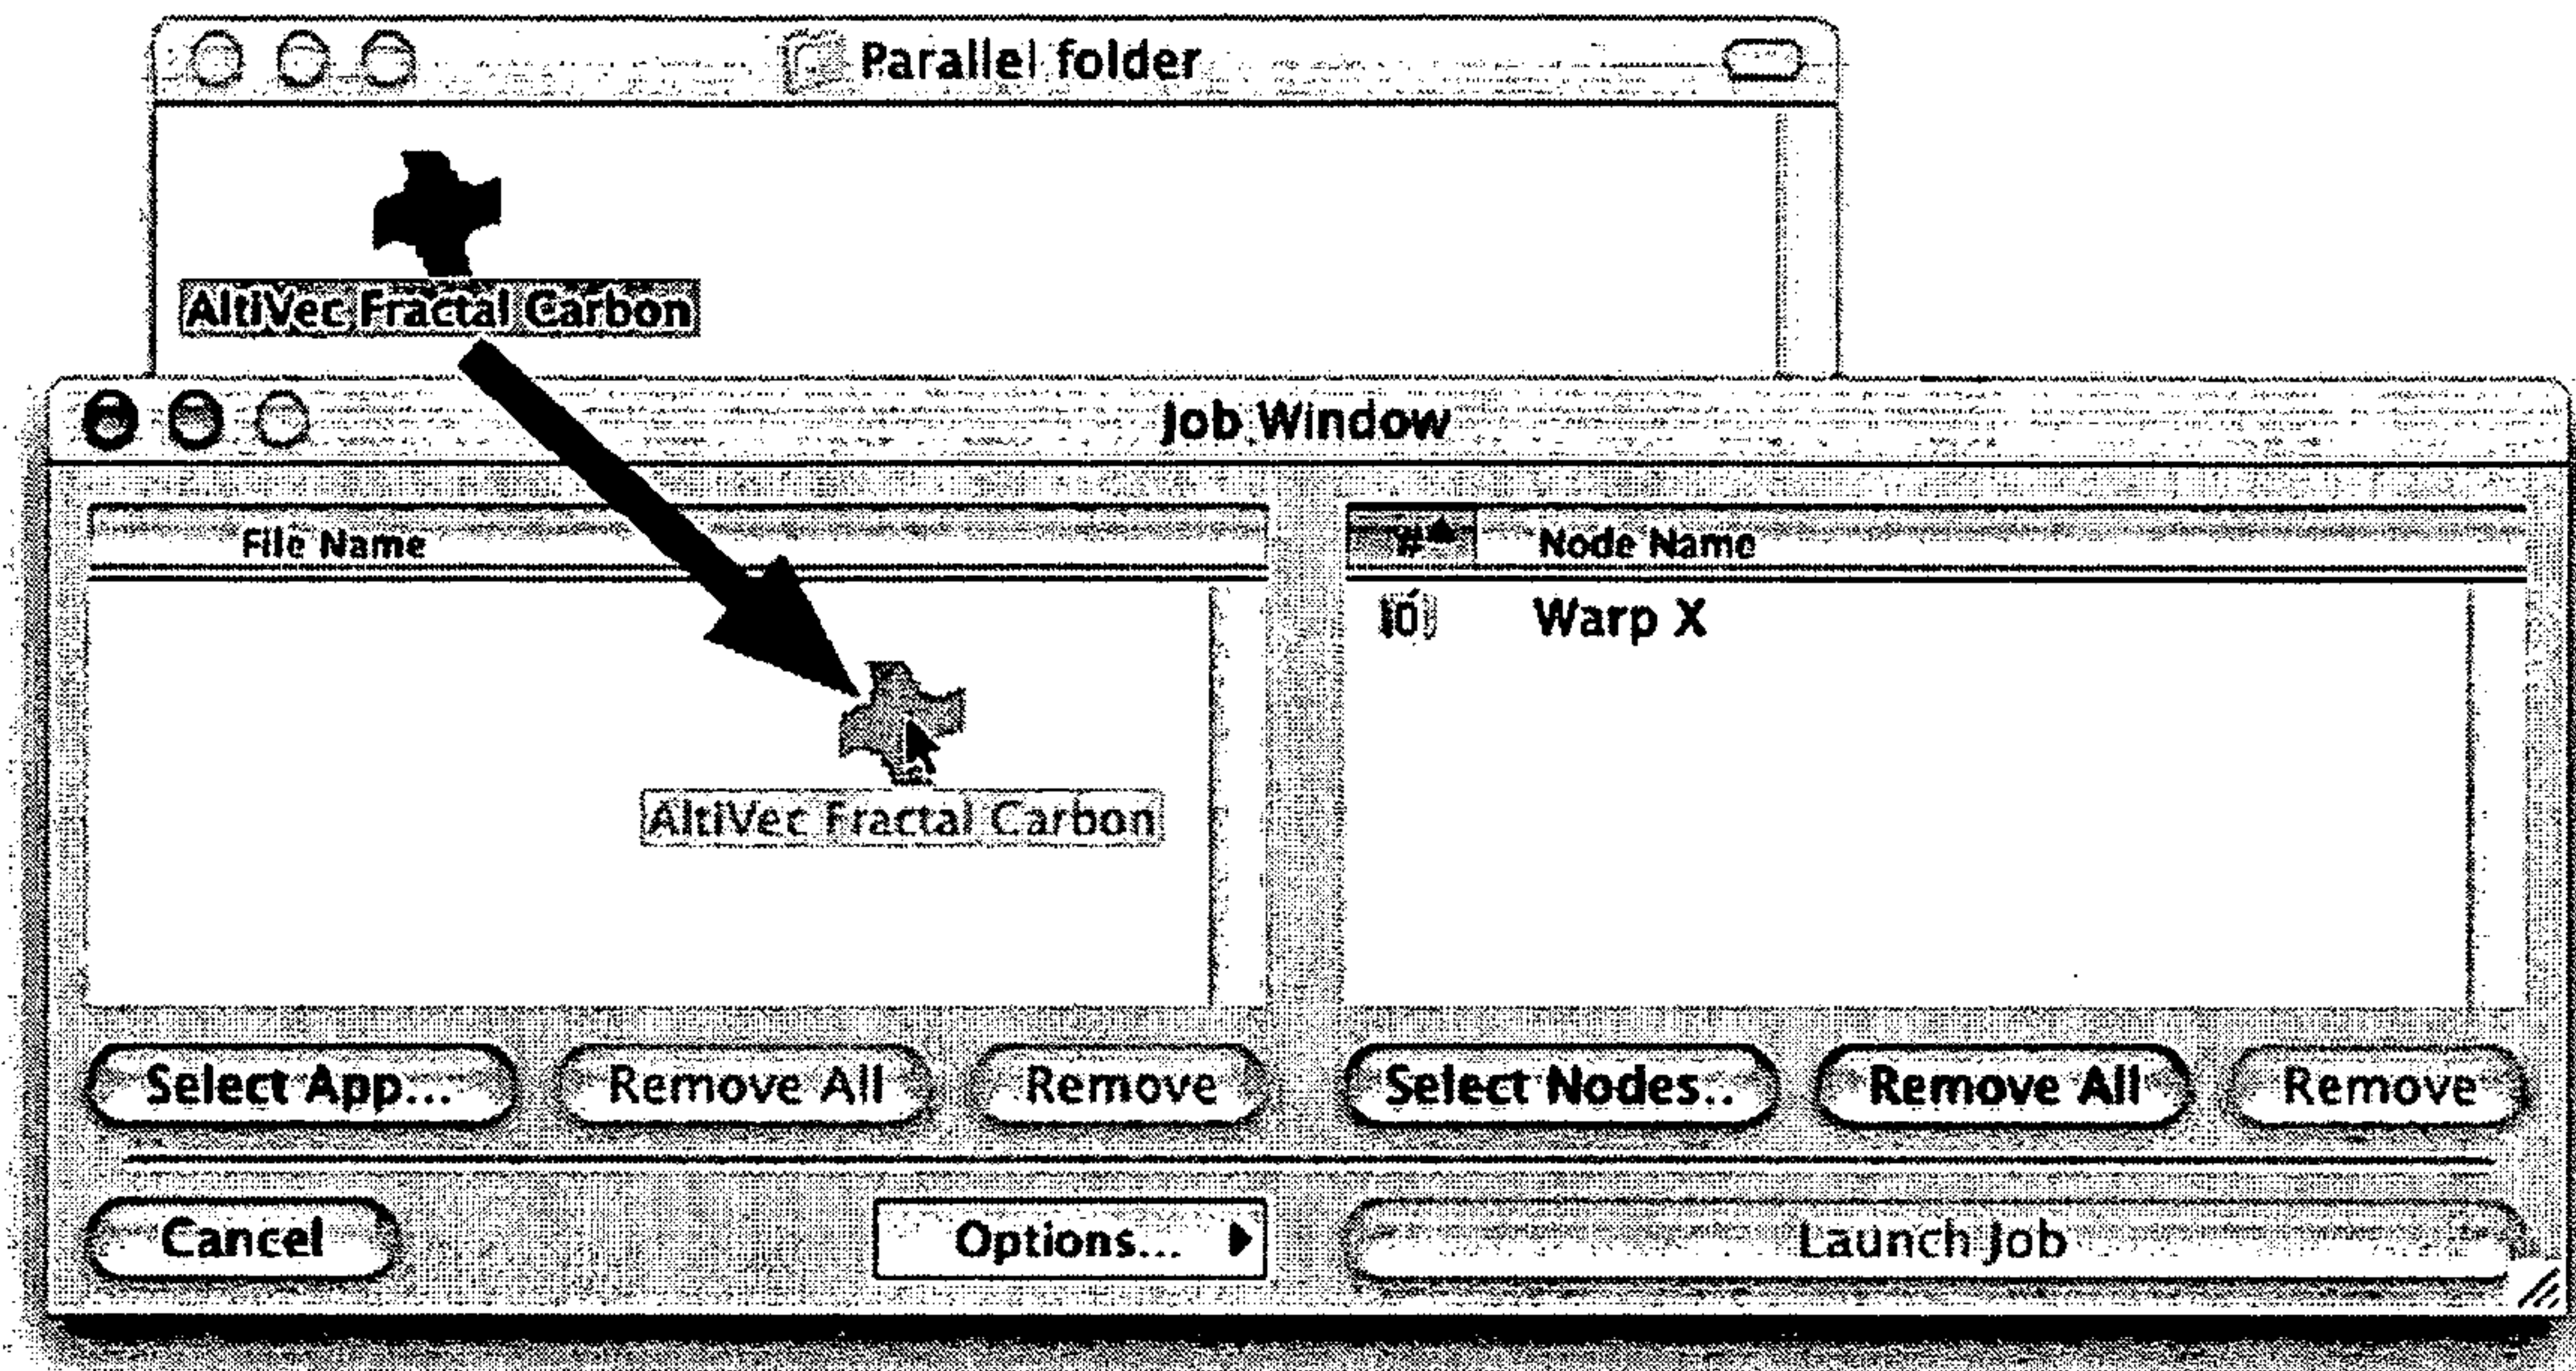 Parallel folder
AltiVec Fractal Carbon
Job Window
File Name
# Node Name
0 Warp X
AltiVec Fractal Carbon
Select App... Remove All Remove Select Nodes.. Remove All Remove
Cancel Options... Launch Job